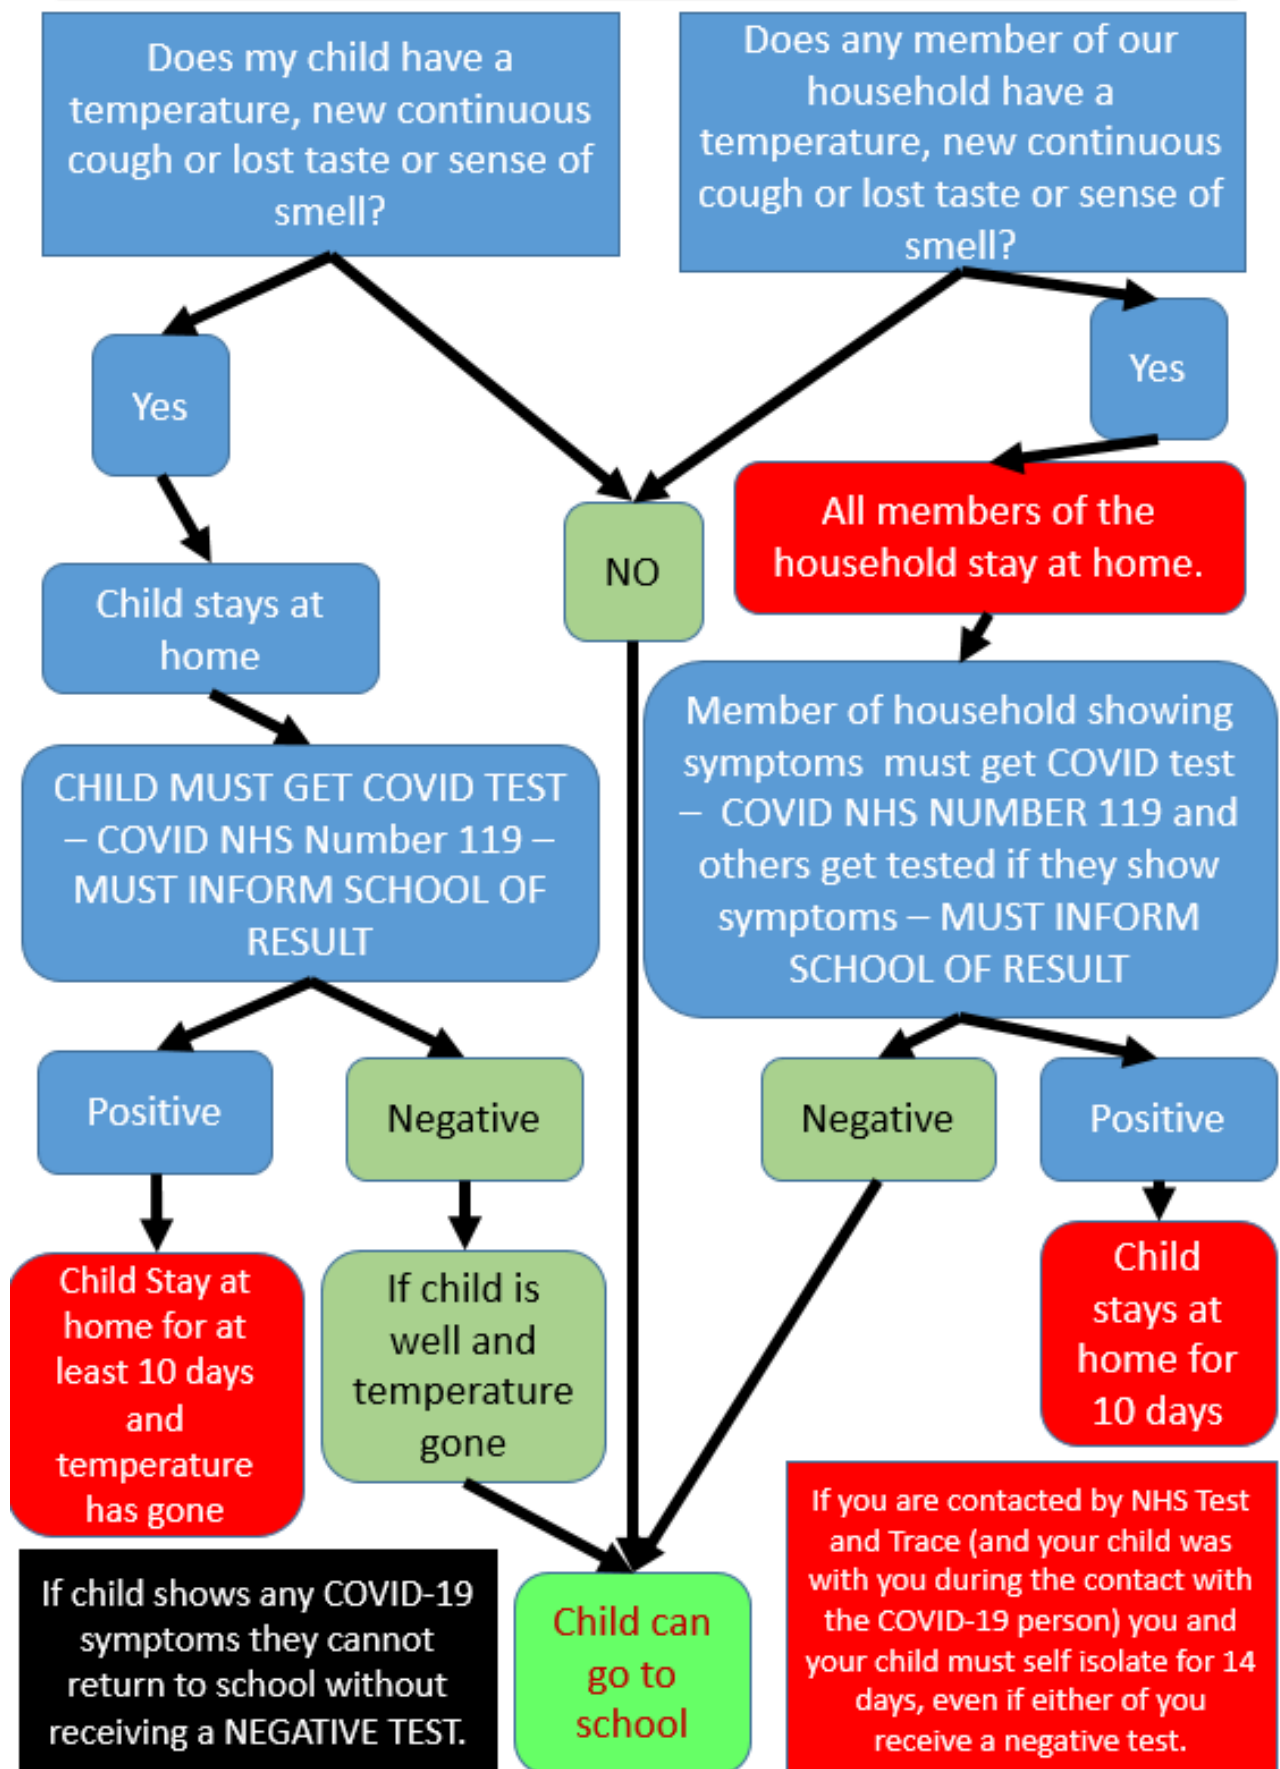 Does my child have a
temperature, new continuous
cough or lost taste or sense of
smell?
Does any member of our
household have a
temperature, new continuous
cough or lost taste or sense of
smell?
Yes
Yes
NO
All members of the
household stay at home.
Child stays at
home
CHILD MUST GET COVID TEST
– COVID NHS Number 119 –
MUST INFORM SCHOOL OF
RESULT
Member of household showing
symptoms must get COVID test
– COVID NHS NUMBER 119 and
others get tested if they show
symptoms – MUST INFORM
SCHOOL OF RESULT
Positive
Negative
Negative
Positive
Child Stay at
home for at
least 10 days
and
temperature
has gone
If child is
well and
temperature
gone
Child
stays at
home for
10 days
If child shows any COVID-19
symptoms they cannot
return to school without
receiving a NEGATIVE TEST.
Child can
go to
school
If you are contacted by NHS Test
and Trace (and your child was
with you during the contact with
the COVID-19 person) you and
your child must self isolate for 14
days, even if either of you
receive a negative test.